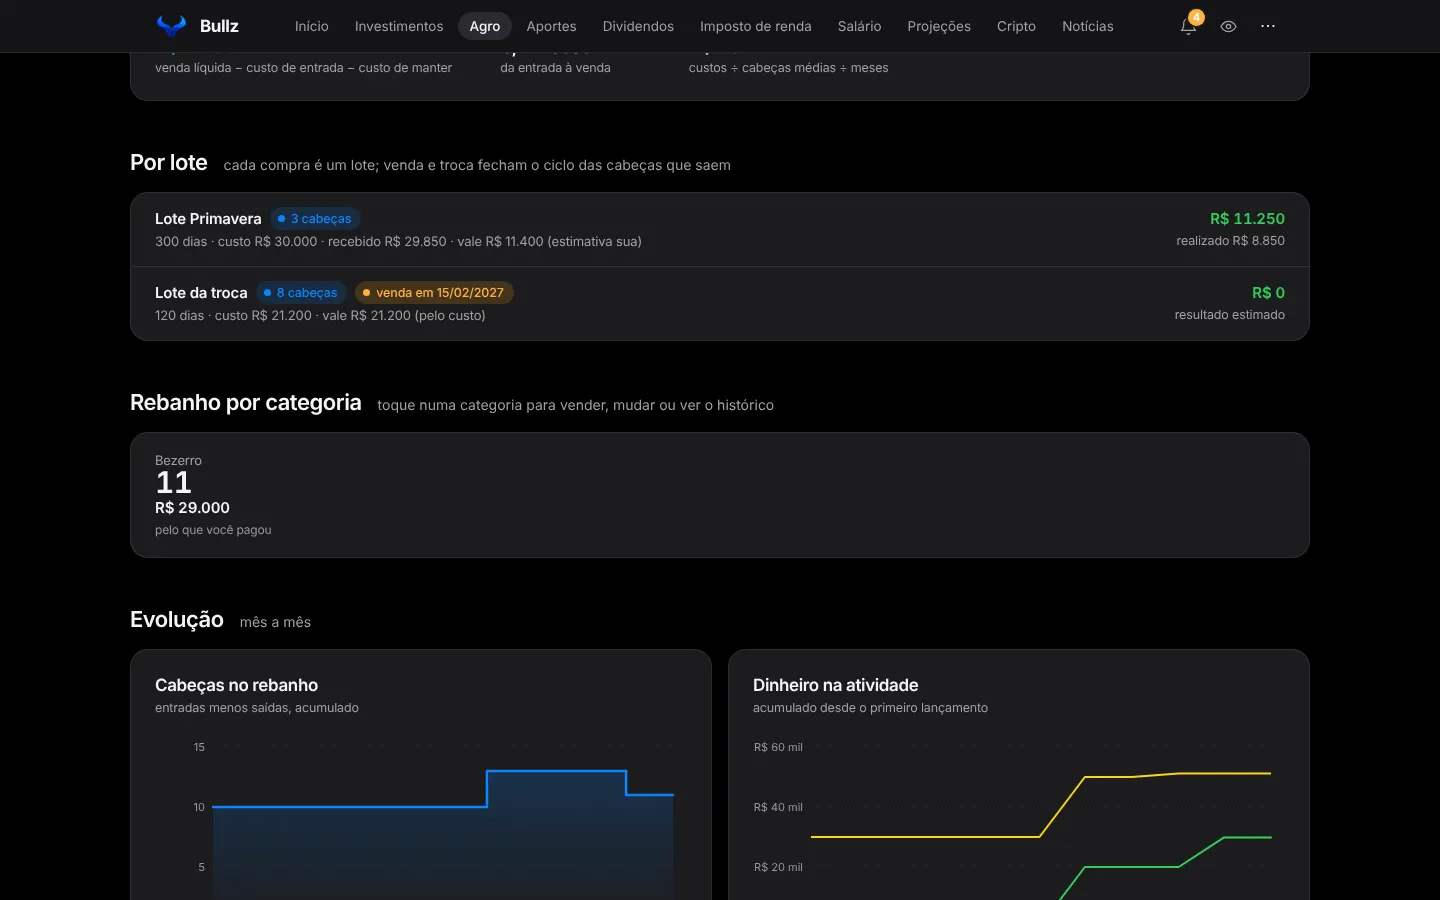 Bullz
Início
Investimentos
Agro
Aportes
Dividendos
Imposto de renda
Salário
Projeções
Cripto
Notícias
4
venda líquida − custo de entrada − custo de manter
da entrada à venda
custos ÷ cabeças médias ÷ meses
Por lote
cada compra é um lote; venda e troca fecham o ciclo das cabeças que saem
Lote Primavera
3 cabeças
R$ 11.250
300 dias · custo R$ 30.000 · recebido R$ 29.850 · vale R$ 11.400 (estimativa sua)
realizado R$ 8.850
Lote da troca
8 cabeças
venda em 15/02/2027
R$ 0
120 dias · custo R$ 21.200 · vale R$ 21.200 (pelo custo)
resultado estimado
Rebanho por categoria
toque numa categoria para vender, mudar ou ver o histórico
Bezerro
11
R$ 29.000
pelo que você pagou
Evolução
mês a mês
Cabeças no rebanho
entradas menos saídas, acumulado
15
10
5
Dinheiro na atividade
acumulado desde o primeiro lançamento
R$ 60 mil
R$ 40 mil
R$ 20 mil